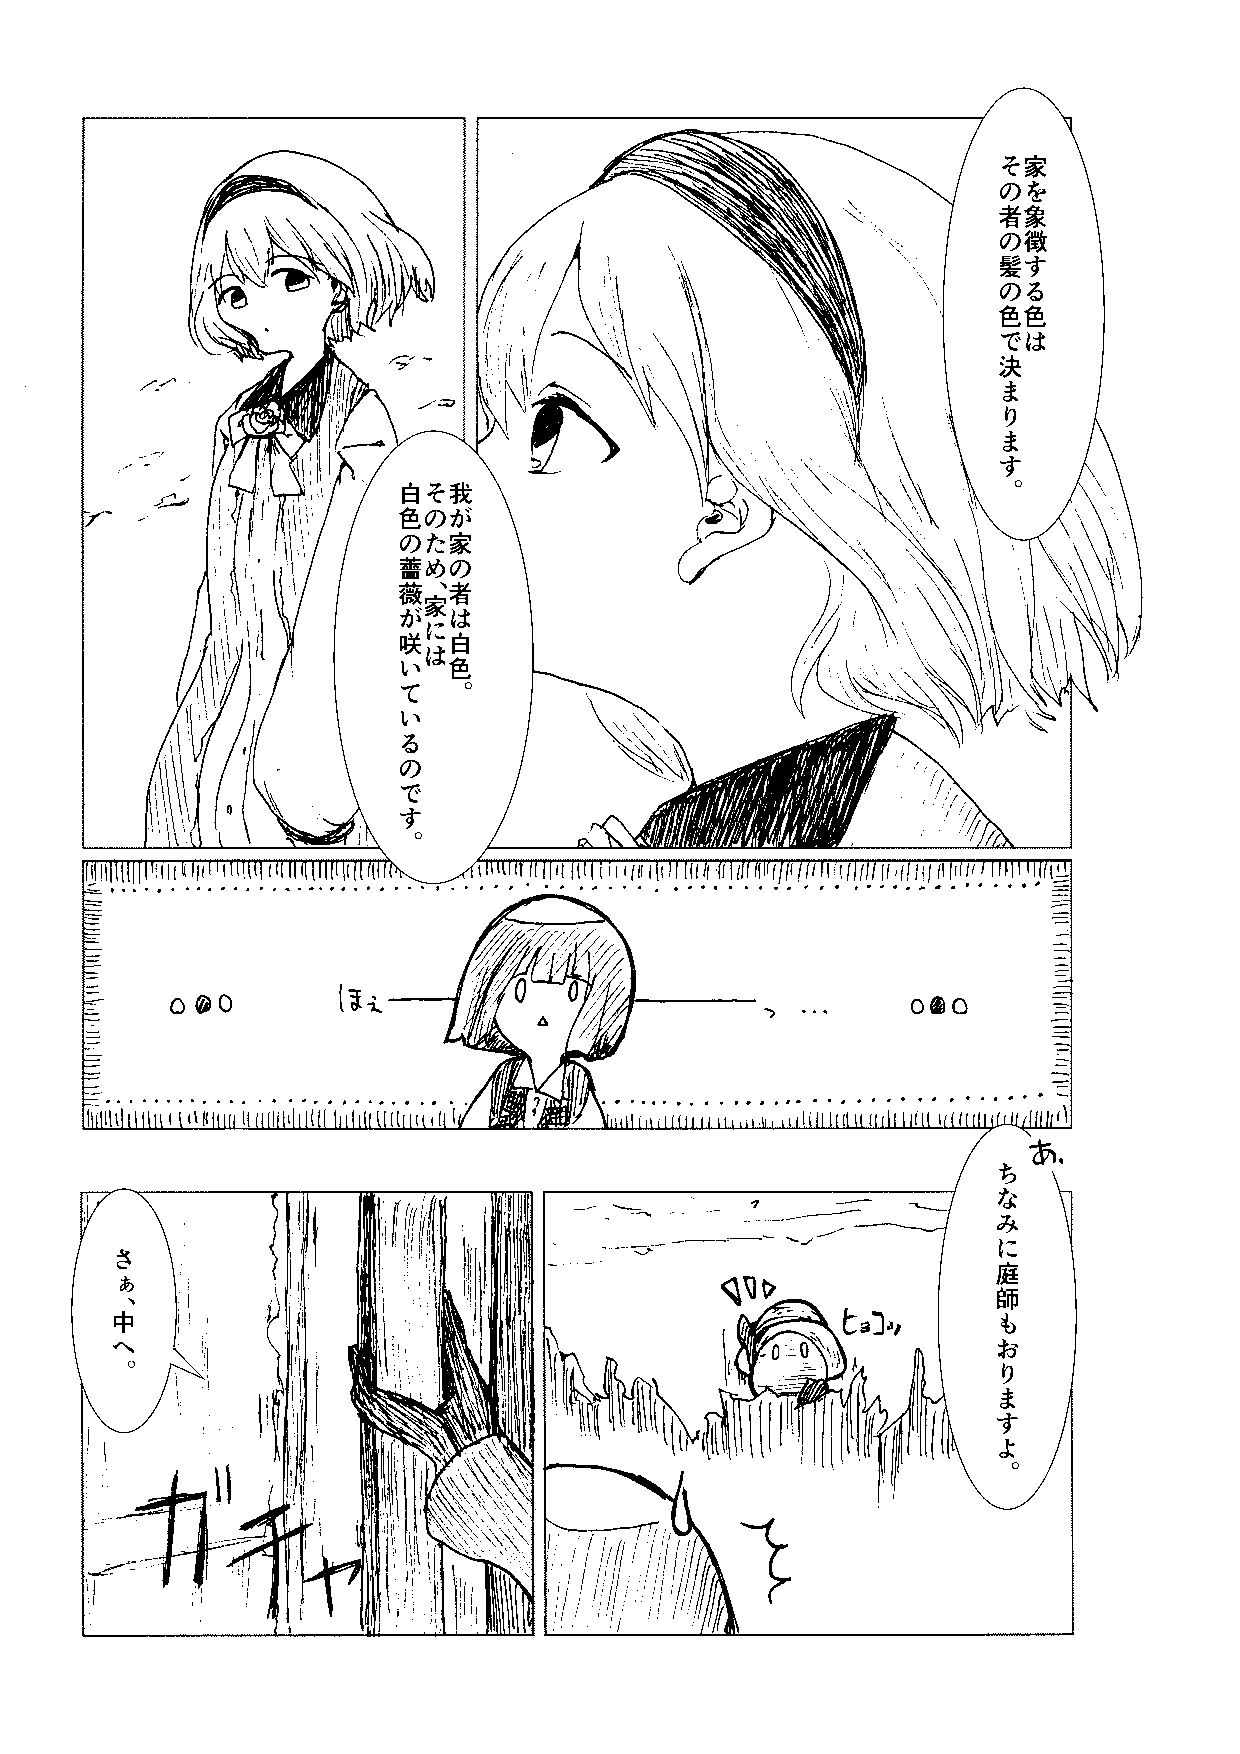 家を象徴する色は
その者の髪の色で決まります。
我が家の者は白色。
そのため、家には
白色の薔薇が咲いているのです。
ほぇ
っ…
あ、
ちなみに庭師もおりますよ。
ヒョコッ
さぁ、中へ。
ガチャ